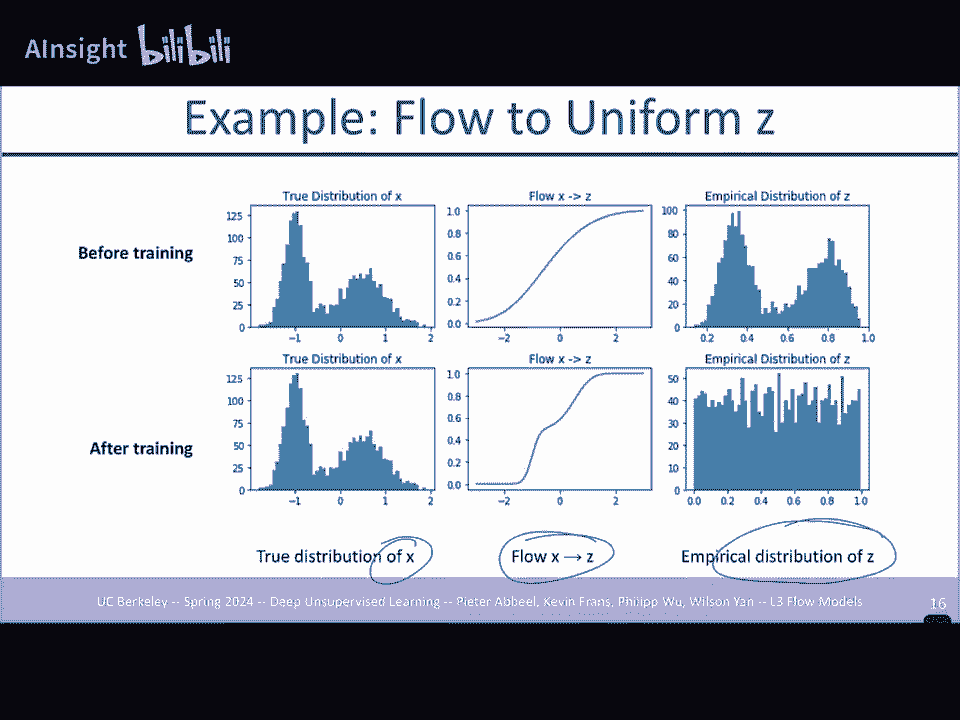 AInsight bilibili
Example: Flow to Uniform z
True Distribution of x
Flow x -> z
Empirical Distribution of z
Before training
125
100
75
50
25
0
−1 0 1 2
1.0
0.8
0.6
0.4
0.2
0.0
−2 0 2
100
80
60
40
20
0
0.2 0.4 0.6 0.8 1.0
True Distribution of x
Flow x -> z
Empirical Distribution of z
After training
125
100
75
50
25
0
−1 0 1 2
1.0
0.8
0.6
0.4
0.2
0.0
−2 0 2
50
40
30
20
10
0
0.0 0.2 0.4 0.6 0.8 1.0
True distribution of x
Flow x → z
Empirical distribution of z
UC Berkeley -- Spring 2024 -- Deep Unsupervised Learning -- Pieter Abbeel, Kevin Frans, Philipp Wu, Wilson Yan -- L3 Flow Models
16